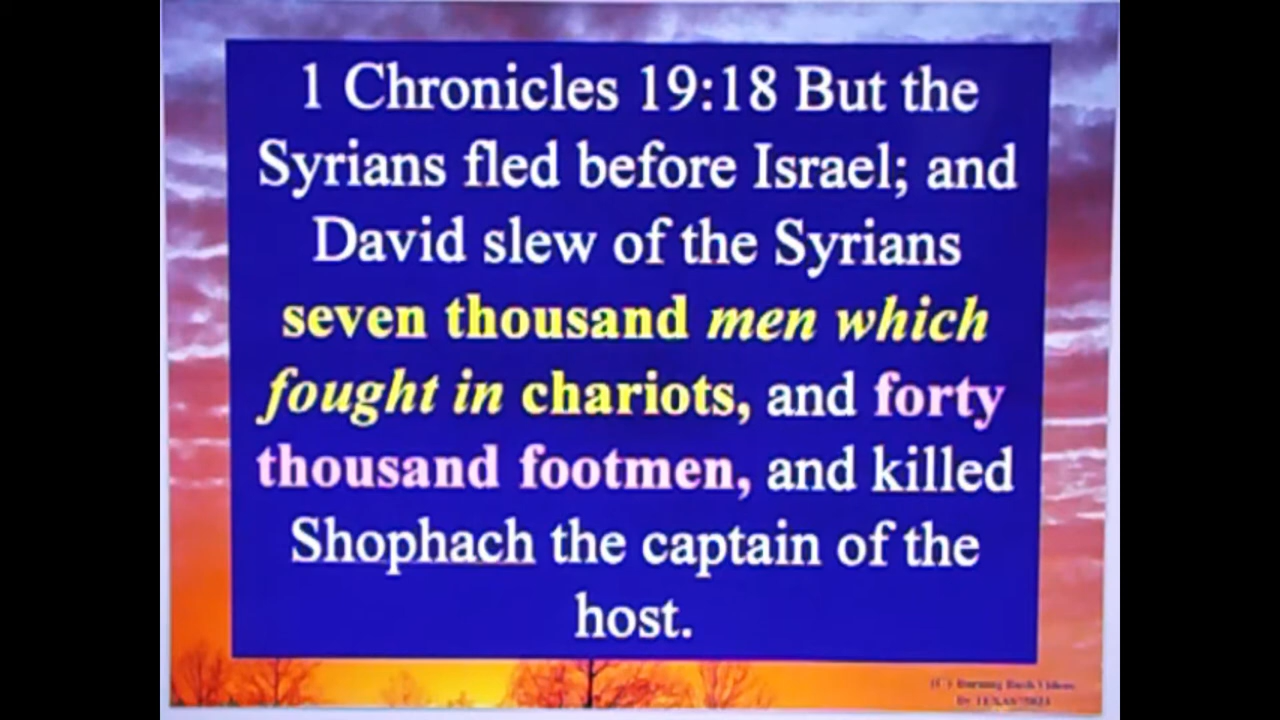 1 Chronicles 19:18 But the
Syrians fled before Israel; and
David slew of the Syrians
seven thousand men which
fought in chariots, and forty
thousand footmen, and killed
Shophach the captain of the
host.